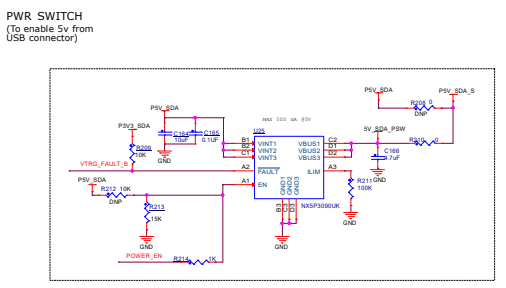 PWR SWITCH
(To enable 5v from
USB connector)
P5V_SDA
P5V_SDA_S
R208 0
DNP
P5V_SDA
MAX 500 mA @5V
P3V3_SDA
C164
10uF
C165
0.1UF
U25
5V_SDA_PSW
R209
10K
GND
B1
B2
C1
VINT1
VINT2
VINT3
VBUS1
VBUS2
VBUS3
C2
D1
D2
R210 0
C166
4.7uF
GND
VTRG_FAULT_B
A2
FAULT
ILIM
A3
P5V_SDA
A1
EN
R212 10K
DNP
R211
100K
GND1
GND2
GND3
B3
C3
D3
NX5P3090UK
R213
15K
GND
GND
GND
POWER_EN
R214 1K